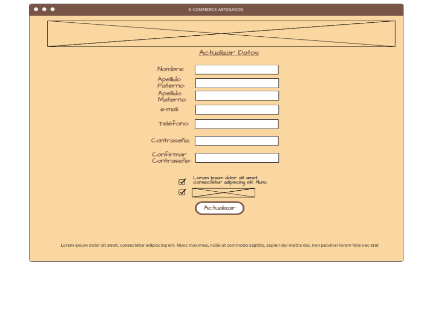 E-COMMERCE ARTESANOS
Actualizar Datos
Nombre:
Apellido
Paterno:
Apellido
Materno:
e-mail:
Teléfono:
Contraseña:
Confirmar
Contraseña:
Lorem ipsum dolor sit amet,
consectetur adipiscing elit. Nunc
Actualizar
Lorem ipsum dolor sit amet, consectetur adipiscing elit. Nunc maximus, nulla ut commodo sagittis, sapien dui mattis dui, non pulvinar lorem felis nec erat